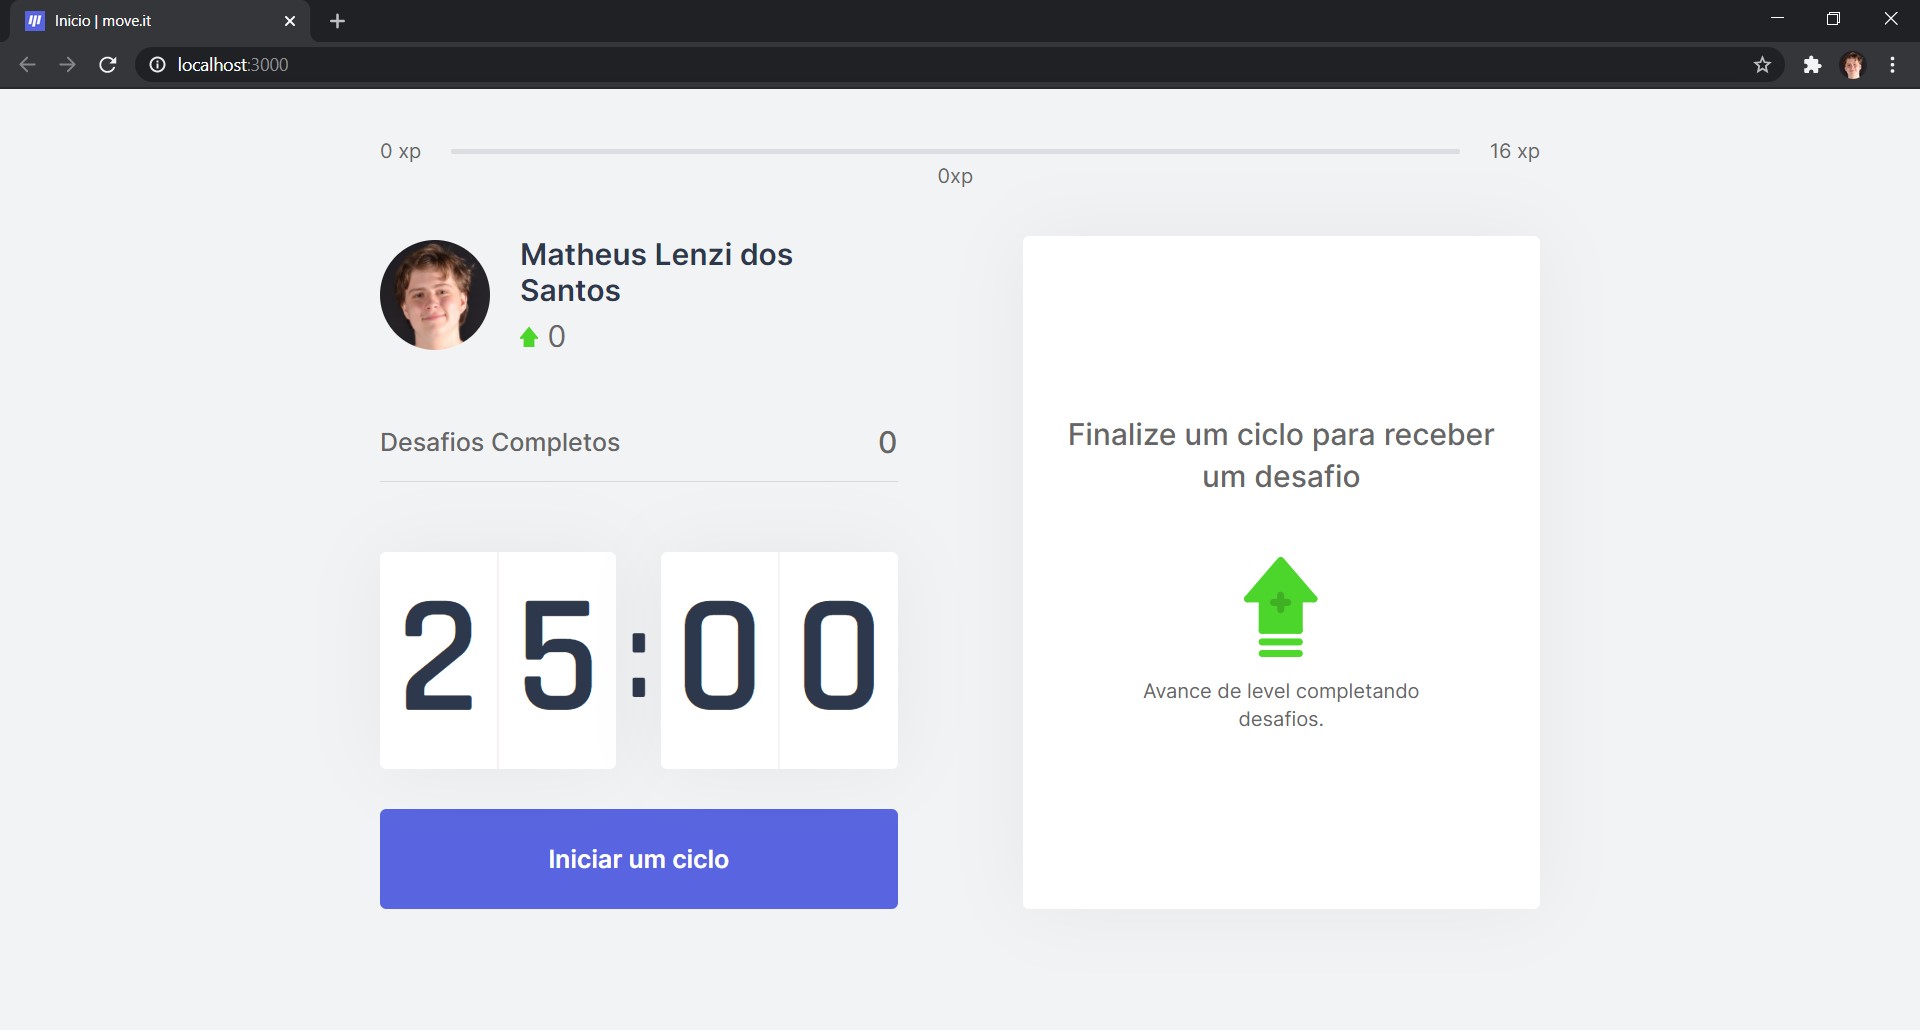 Inicio | move.it
localhost:3000
0 xp
16 xp
0xp
Matheus Lenzi dos
Santos
0
Desafios Completos 0
25:00
Iniciar um ciclo
Finalize um ciclo para receber
um desafio
Avance de level completando
desafios.